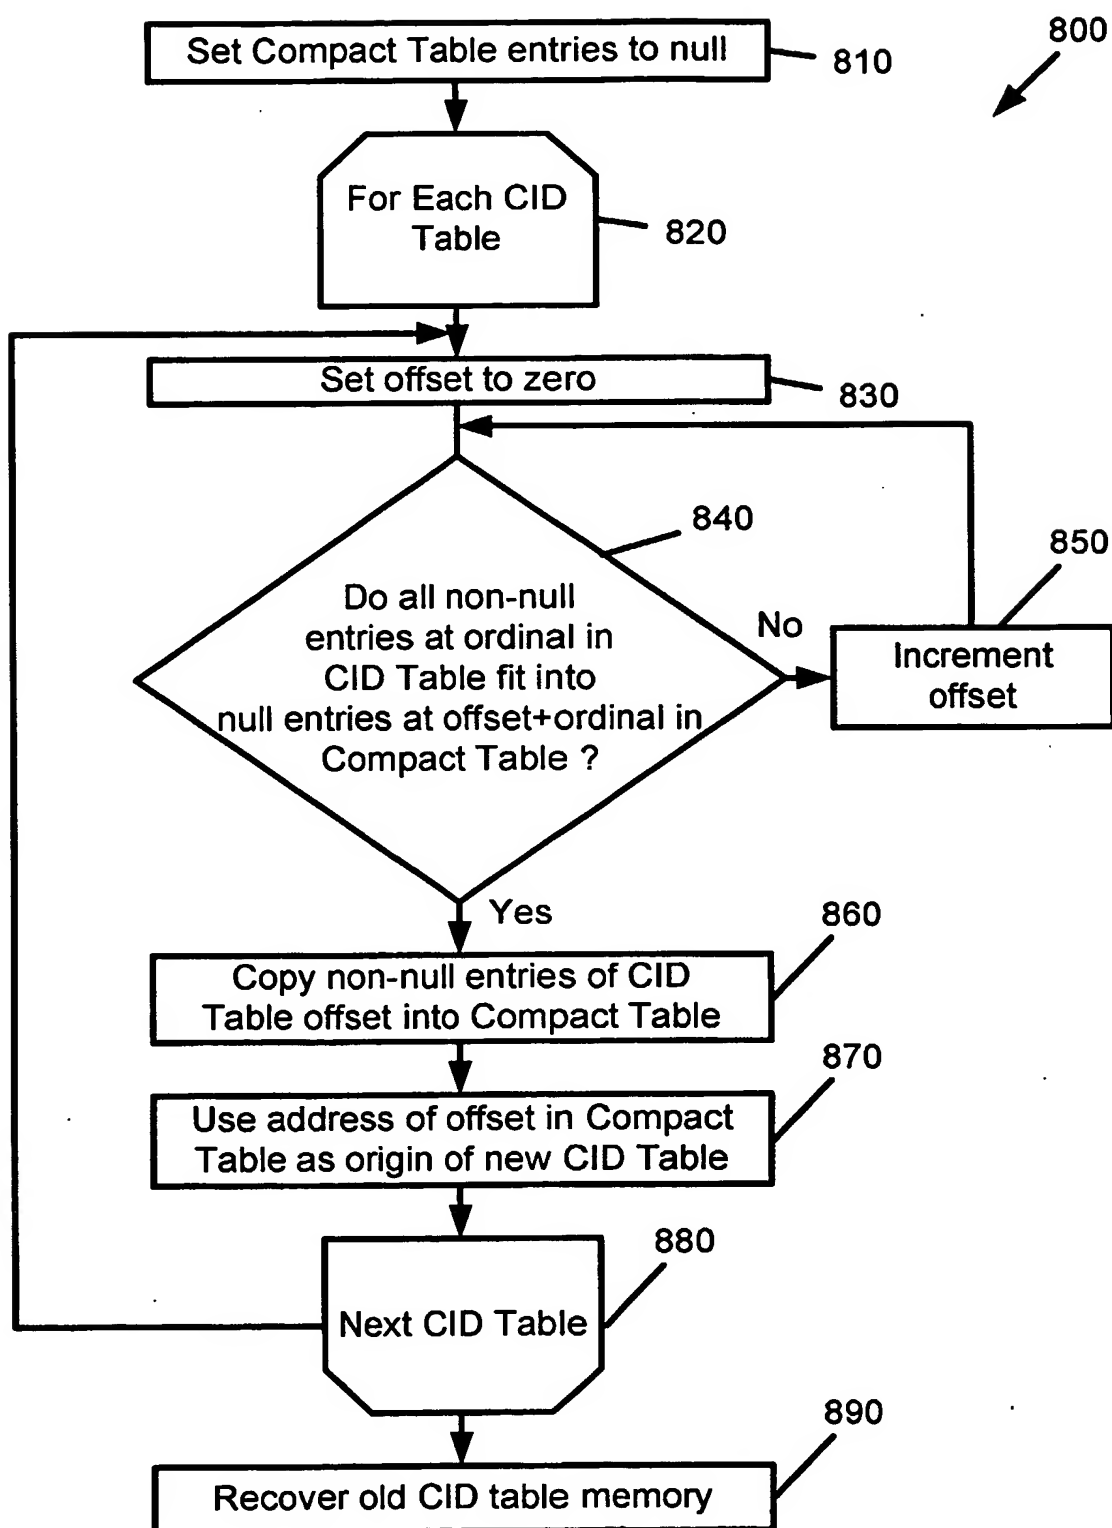 800
Set Compact Table entries to null
810
For Each CID
Table
820
Set offset to zero
830
840
Do all non-null
entries at ordinal in
CID Table fit into
null entries at offset+ordinal in
Compact Table ?
No
850
Increment
offset
Yes
860
Copy non-null entries of CID
Table offset into Compact Table
870
Use address of offset in Compact
Table as origin of new CID Table
880
Next CID Table
890
Recover old CID table memory